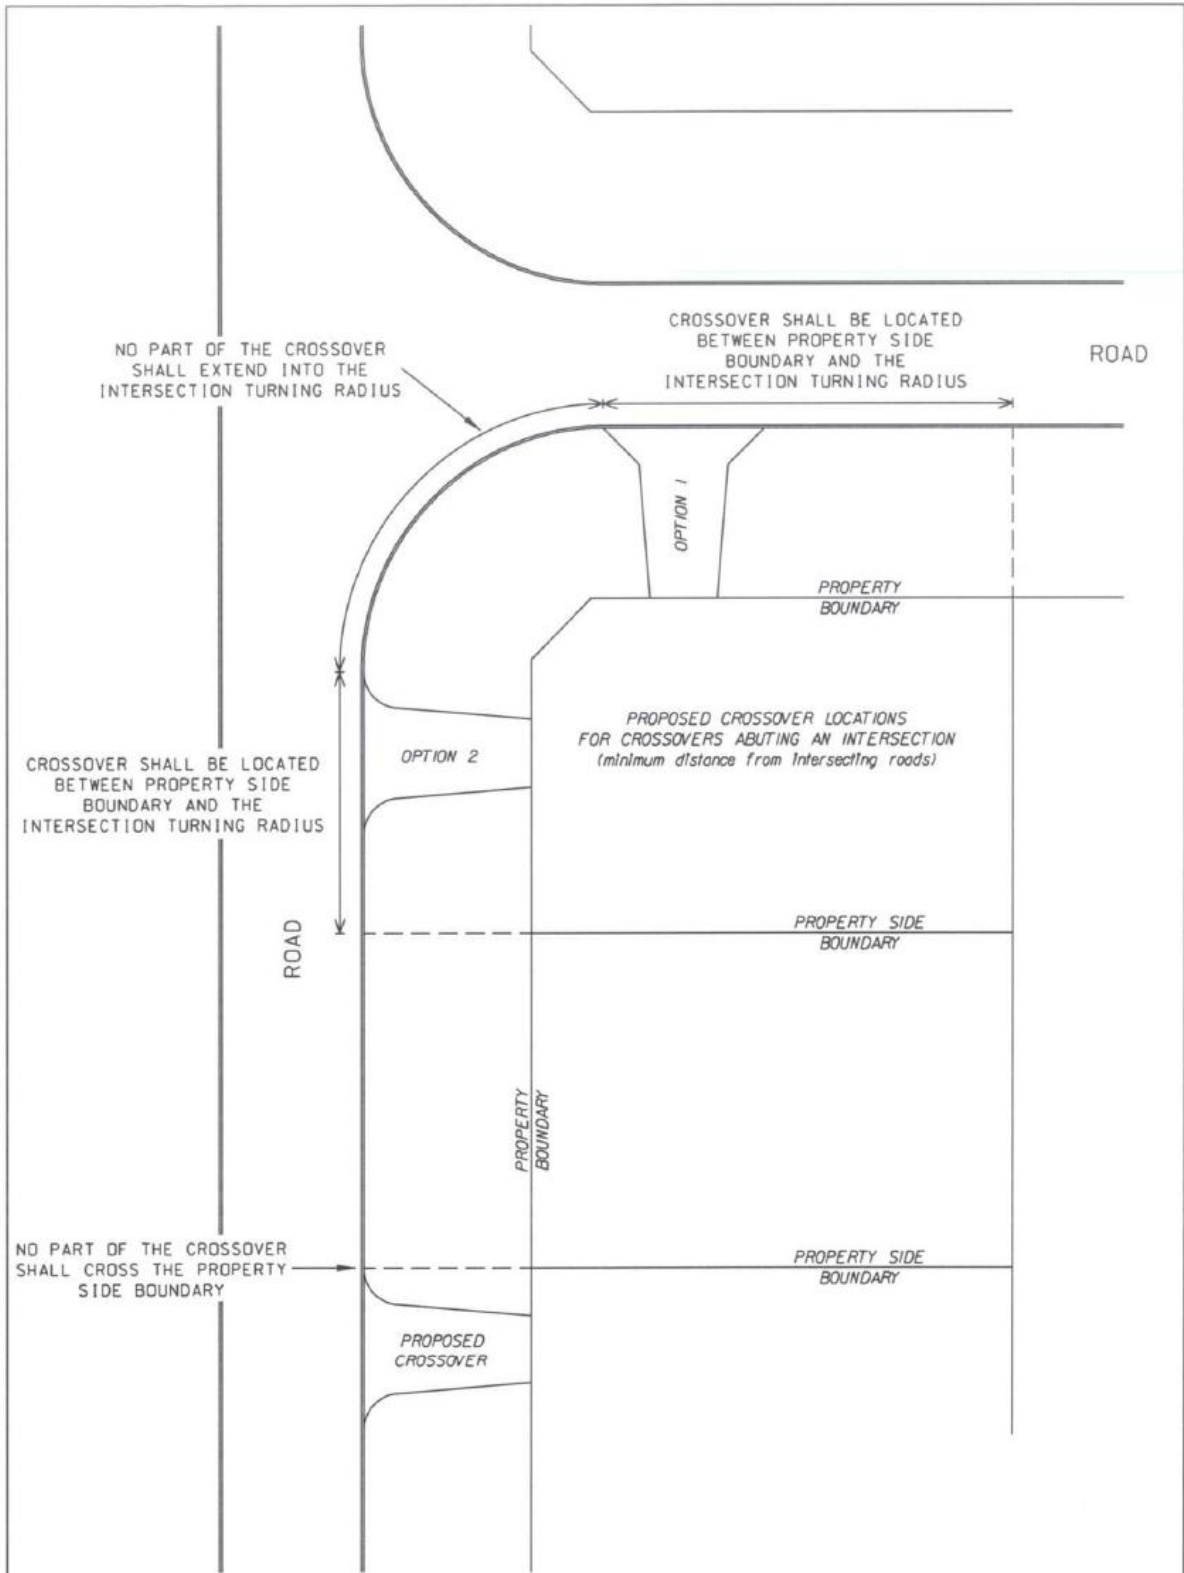 CROSSOVER SHALL BE LOCATED
BETWEEN PROPERTY SIDE
BOUNDARY AND THE
INTERSECTION TURNING RADIUS
ROAD
NO PART OF THE CROSSOVER
SHALL EXTEND INTO THE
INTERSECTION TURNING RADIUS
OPTION 1
PROPERTY
BOUNDARY
PROPOSED CROSSOVER LOCATIONS
FOR CROSSOVERS ABUTING AN INTERSECTION
(minimum distance from intersecting roads)
OPTION 2
CROSSOVER SHALL BE LOCATED
BETWEEN PROPERTY SIDE
BOUNDARY AND THE
INTERSECTION TURNING RADIUS
ROAD
PROPERTY SIDE
BOUNDARY
PROPERTY
BOUNDARY
NO PART OF THE CROSSOVER
SHALL CROSS THE PROPERTY
SIDE BOUNDARY
PROPERTY SIDE
BOUNDARY
PROPOSED
CROSSOVER